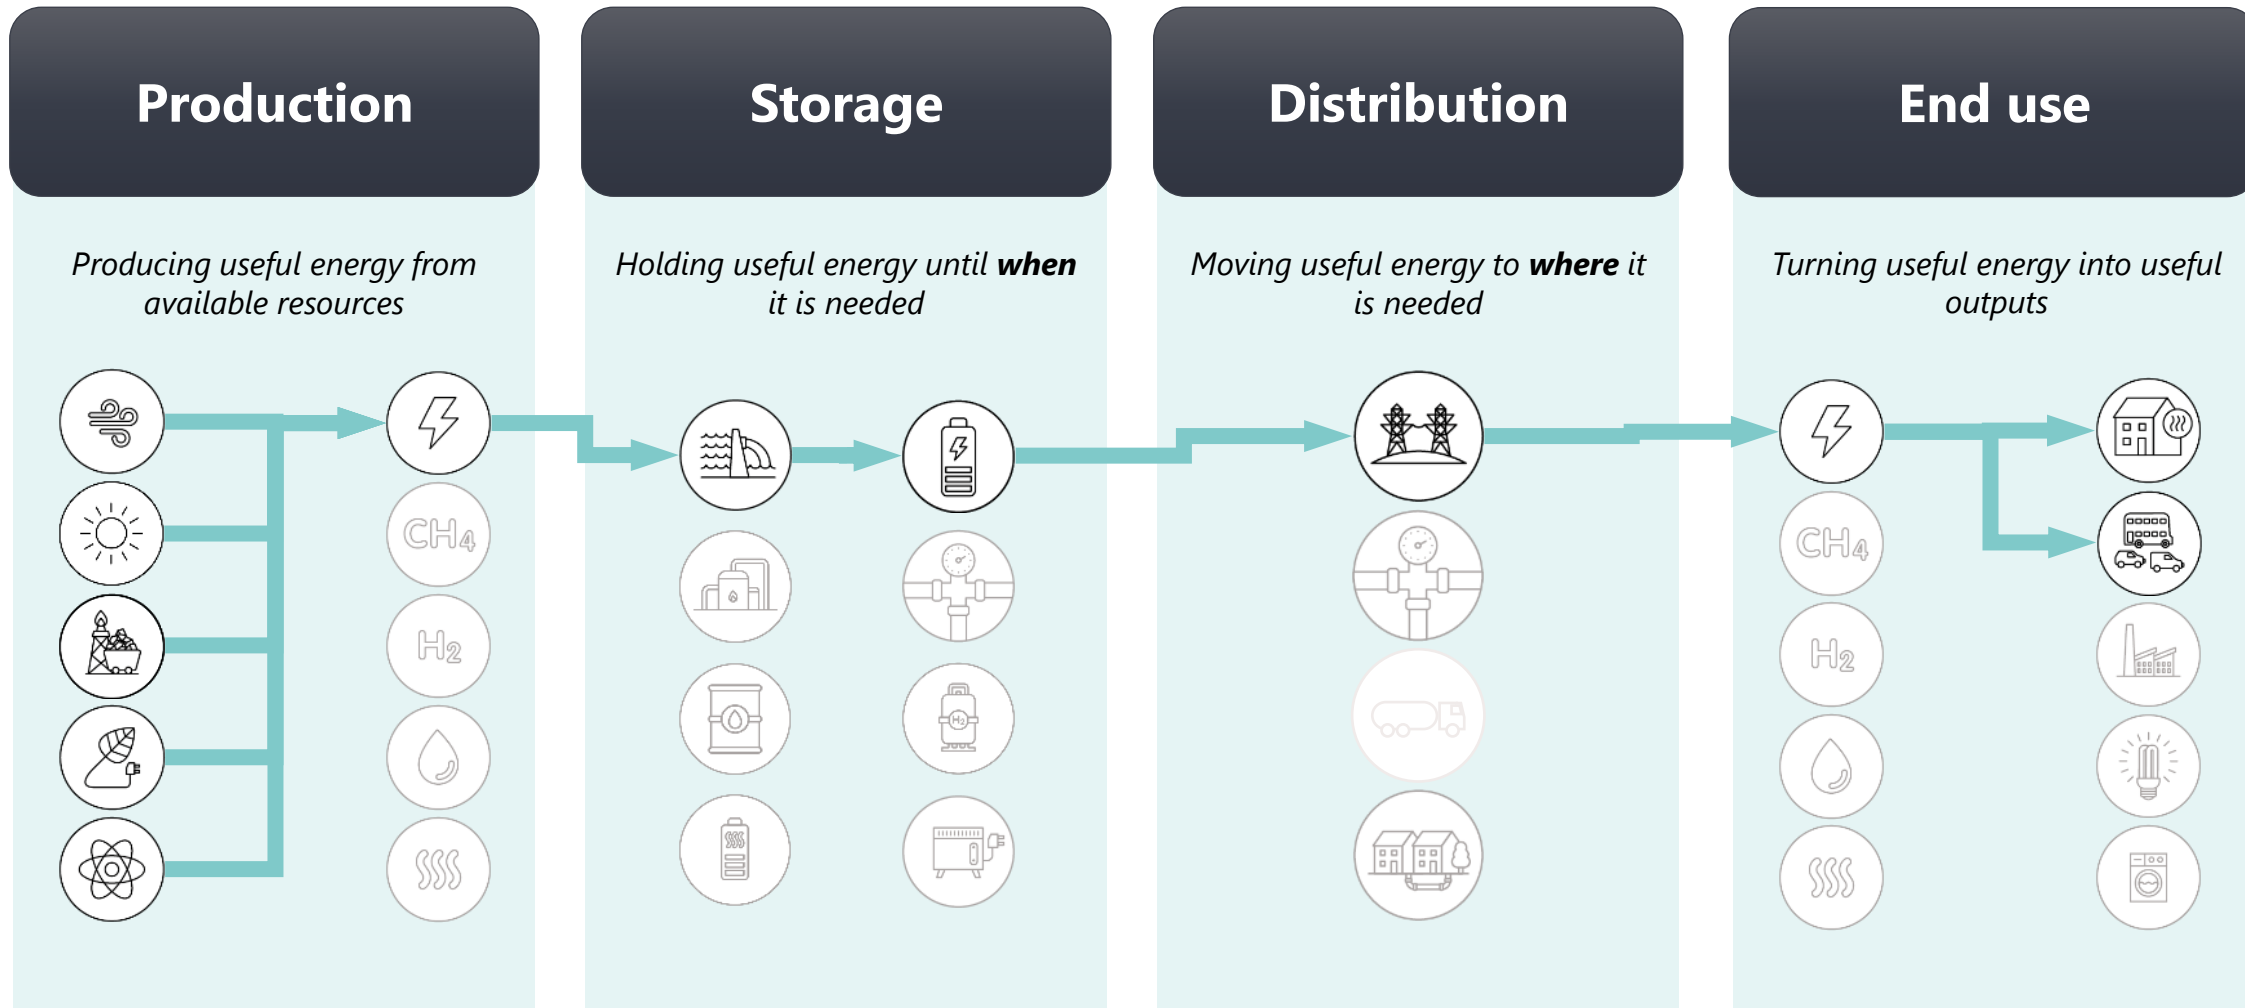 Production
Storage
Distribution
End use
Producing useful energy from
available resources
Holding useful energy until when
it is needed
Moving useful energy to where it
is needed
Turning useful energy into useful
outputs
CH4
H2
H2
CH4
H2